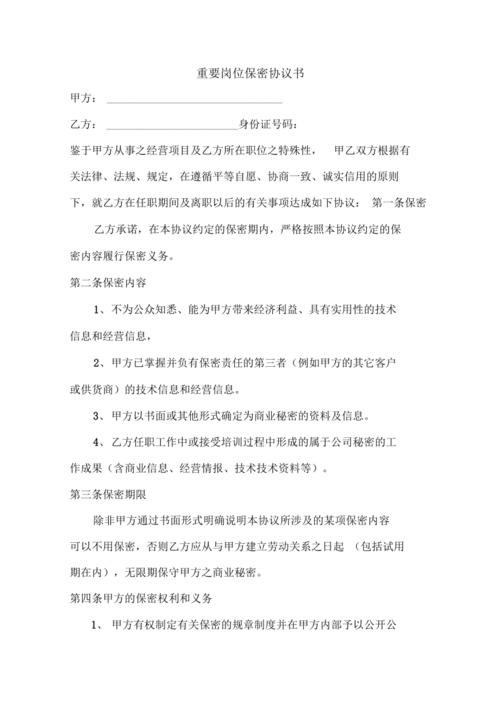 重要岗位保密协议书
甲方： ________________________________
乙方： ________________________身份证号码:
鉴于甲方从事之经营项目及乙方所在职位之特殊性， 甲乙双方根据有
关法律、法规、规定，在遵循平等自愿、协商一致、诚实信用的原则
下，就乙方在任职期间及离职以后的有关事项达成如下协议： 第一条保密
乙方承诺，在本协议约定的保密期内，严格按照本协议约定的保
密内容履行保密义务。
第二条保密内容
1、不为公众知悉、能为甲方带来经济利益、具有实用性的技术
信息和经营信息，
2、甲方已掌握并负有保密责任的第三者（例如甲方的其它客户
或供货商）的技术信息和经营信息。
3、甲方以书面或其他形式确定为商业秘密的资料及信息。
4、乙方任职工作中或接受培训过程中形成的属于公司秘密的工
作成果（含商业信息、经营情报、技术技术资料等）。
第三条保密期限
除非甲方通过书面形式明确说明本协议所涉及的某项保密内容
可以不用保密，否则乙方应从与甲方建立劳动关系之日起 （包括试用
期在内），无限期保守甲方之商业秘密。
第四条甲方的保密权利和义务
1、 甲方有权制定有关保密的规章制度并在甲方内部予以公开公